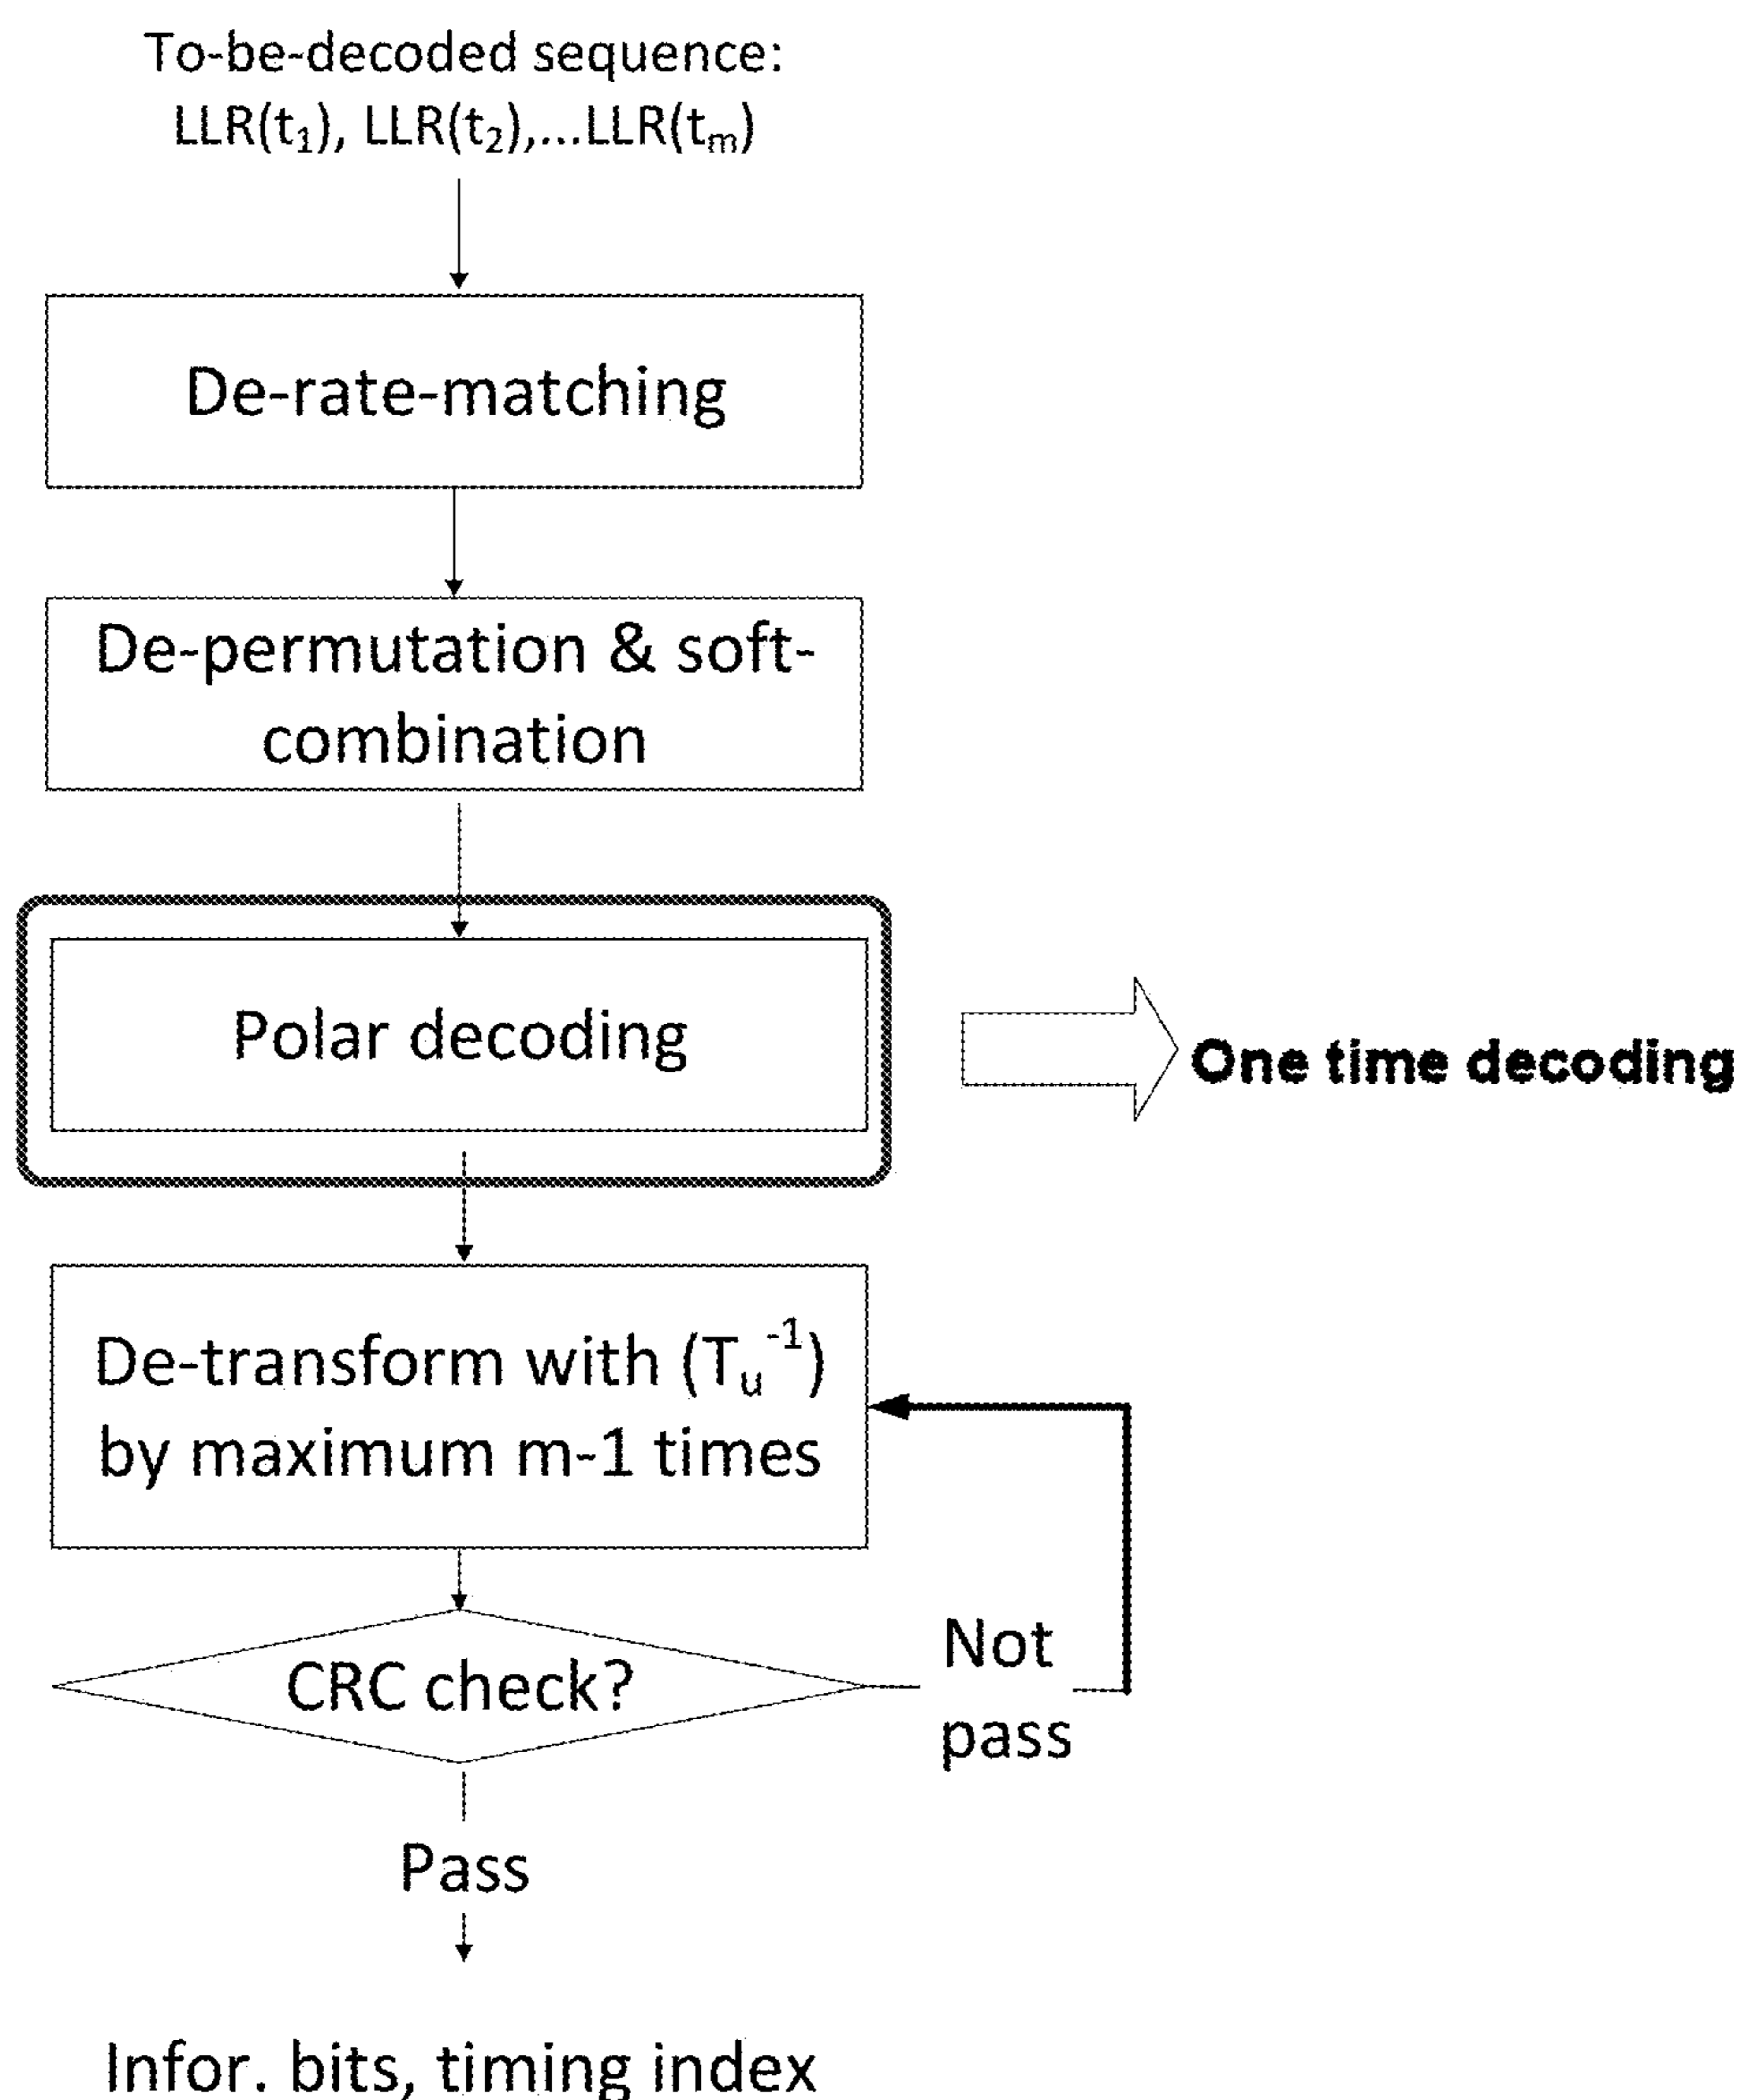 To-be-decoded sequence:
LLR(t₁), LLR(t₂),...LLR(tₘ)
De-rate-matching
De-permutation & soft-
combination
Polar decoding
One time decoding
De-transform with (Tᵤ⁻¹)
by maximum m-1 times
CRC check?
Not
pass
Pass
Infor. bits, timing index